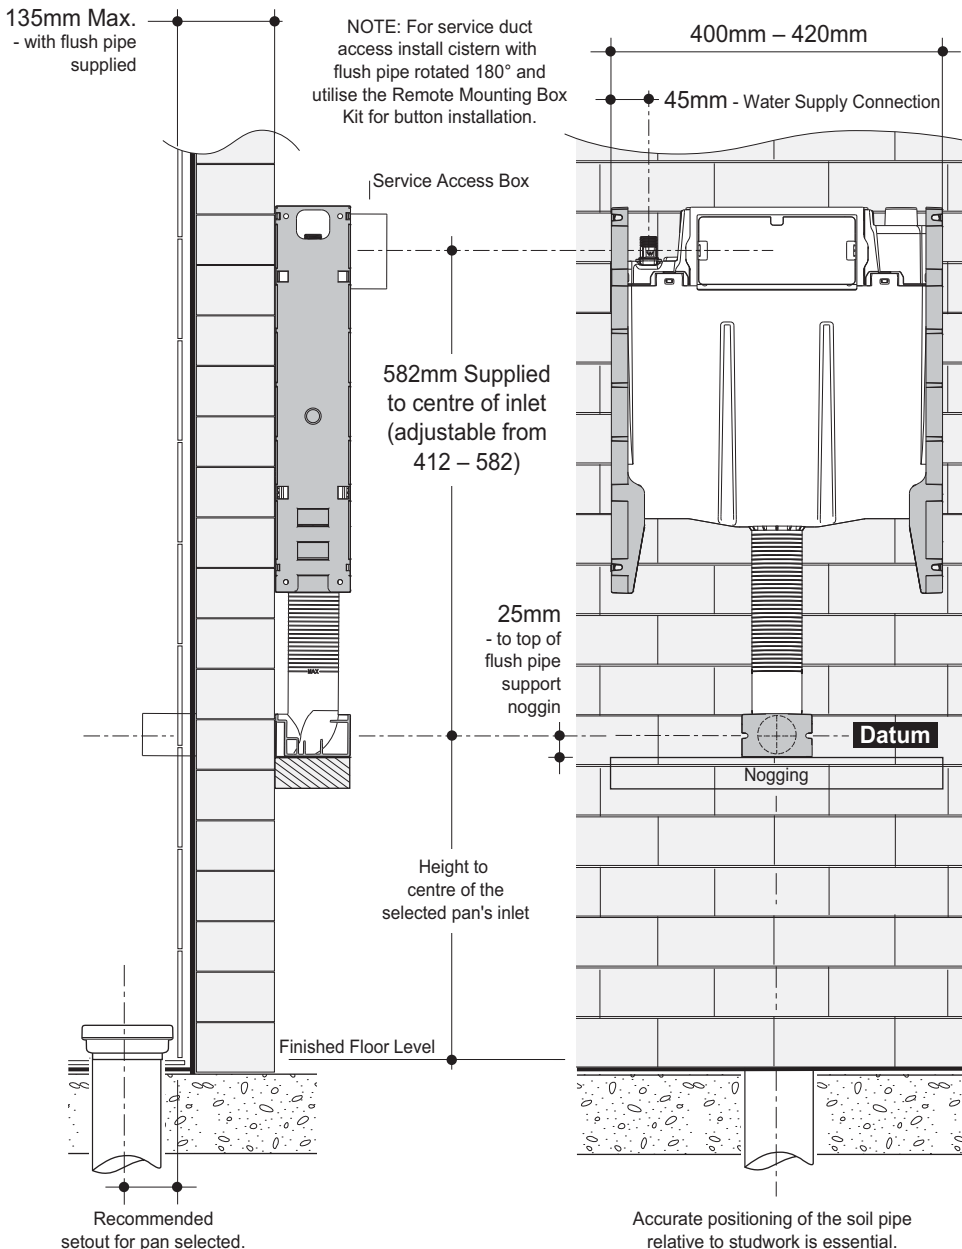 135mm Max.
- with flush pipe
supplied
NOTE: For service duct
access install cistern with
flush pipe rotated 180° and
utilise the Remote Mounting Box
Kit for button installation.
400mm – 420mm
45mm - Water Supply Connection
Service Access Box
582mm Supplied
to centre of inlet
(adjustable from
412 – 582)
MAX
25mm
- to top of
flush pipe
support
noggin
Datum
Nogging
Height to
centre of the
selected pan's inlet
Finished Floor Level
Recommended
setout for pan selected.
Accurate positioning of the soil pipe
relative to studwork is essential.